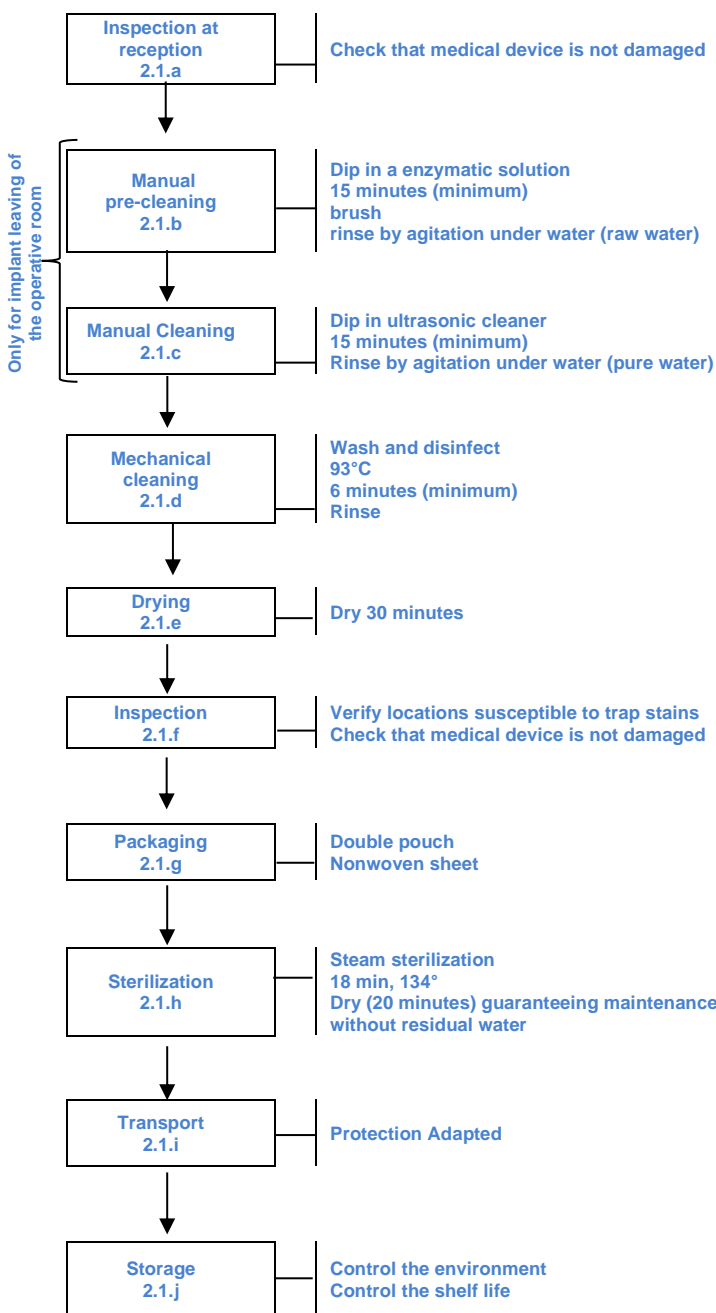 Inspection at
reception
2.1.a
Check that medical device is not damaged
Only for implant leaving of
the operative room
Manual
pre-cleaning
2.1.b
Dip in a enzymatic solution
15 minutes (minimum)
brush
rinse by agitation under water (raw water)
Manual Cleaning
2.1.c
Dip in ultrasonic cleaner
15 minutes (minimum)
Rinse by agitation under water (pure water)
Mechanical
cleaning
2.1.d
Wash and disinfect
93°C
6 minutes (minimum)
Rinse
Drying
2.1.e
Dry 30 minutes
Inspection
2.1.f
Verify locations susceptible to trap stains
Check that medical device is not damaged
Packaging
2.1.g
Double pouch
Nonwoven sheet
Sterilization
2.1.h
Steam sterilization
18 min, 134°
Dry (20 minutes) guaranteeing maintenance
without residual water
Transport
2.1.i
Protection Adapted
Storage
2.1.j
Control the environment
Control the shelf life